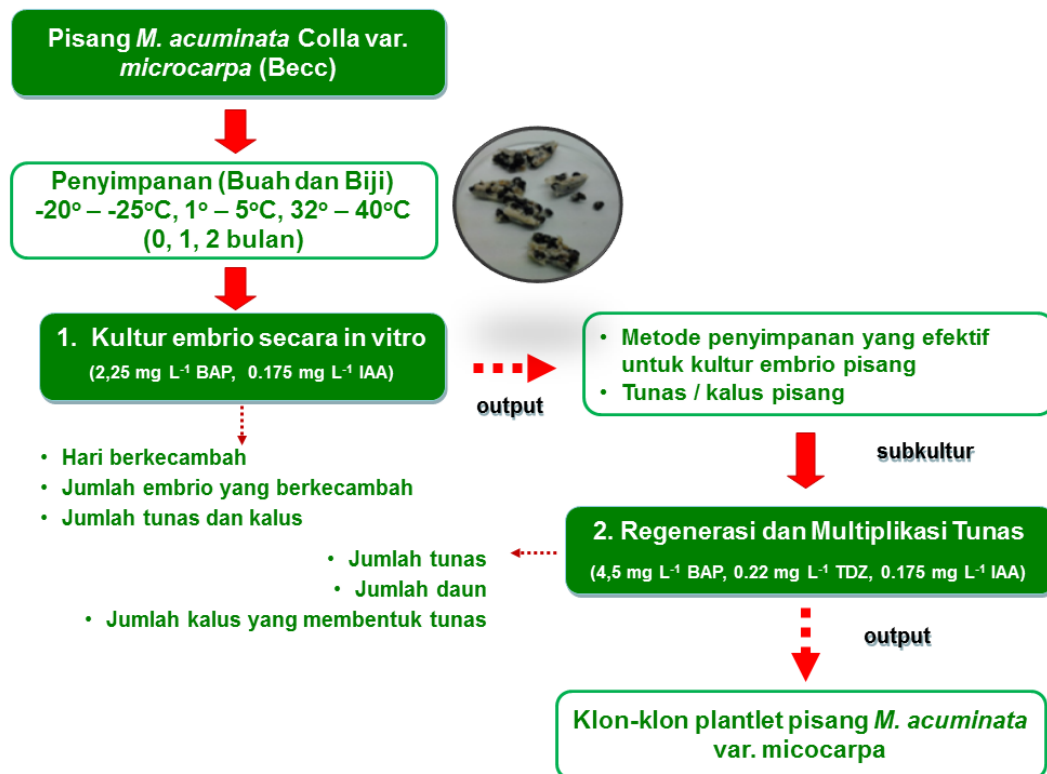 Pisang M. acuminata Colla var.
microcarpa (Becc)
Penyimpanan (Buah dan Biji)
-20º – -25ºC, 1º – 5ºC, 32º – 40ºC
(0, 1, 2 bulan)
1. Kultur embrio secara in vitro
(2,25 mg L⁻¹ BAP, 0.175 mg L⁻¹ IAA)
output
• Metode penyimpanan yang efektif
untuk kultur embrio pisang
• Tunas / kalus pisang
• Hari berkecambah
• Jumlah embrio yang berkecambah
• Jumlah tunas dan kalus
subkultur
2. Regenerasi dan Multiplikasi Tunas
(4,5 mg L⁻¹ BAP, 0.22 mg L⁻¹ TDZ, 0.175 mg L⁻¹ IAA)
• Jumlah tunas
• Jumlah daun
• Jumlah kalus yang membentuk tunas
output
Klon-klon plantlet pisang M. acuminata
var. micocarpa